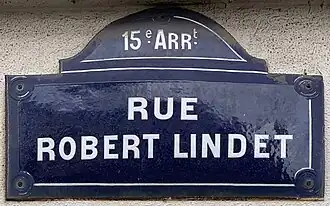 15e. ARRt.
RUE
ROBERT LINDET